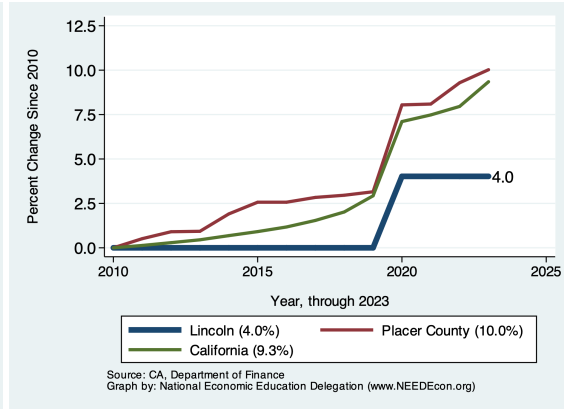 12.5
10.0
7.5
5.0
2.5
0.0
Percent Change Since 2010
4.0
2010 2015 2020 2025
Year, through 2023
Lincoln (4.0%) Placer County (10.0%)
California (9.3%)
Source: CA, Department of Finance
Graph by: National Economic Education Delegation (www.NEEDEcon.org)